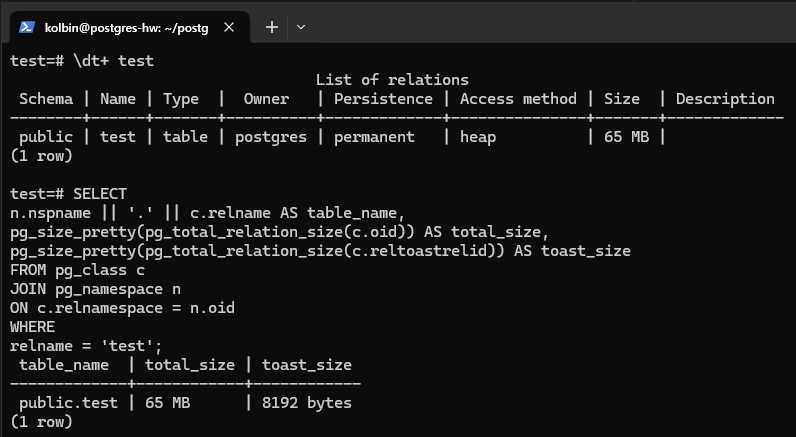 kolbin@postgres-hw: ~/postg
test=# \dt+ test
List of relations
Schema | Name | Type  |  Owner   | Persistence | Access method | Size  | Description
--------+------+-------+----------+-------------+---------------+-------+-------------
public | test | table | postgres | permanent   | heap          | 65 MB |
(1 row)
test=# SELECT
n.nspname || '.' || c.relname AS table_name,
pg_size_pretty(pg_total_relation_size(c.oid)) AS total_size,
pg_size_pretty(pg_total_relation_size(c.reltoastrelid)) AS toast_size
FROM pg_class c
JOIN pg_namespace n
ON c.relnamespace = n.oid
WHERE
relname = 'test';
table_name  | total_size | toast_size
-------------+------------+------------
public.test | 65 MB      | 8192 bytes
(1 row)